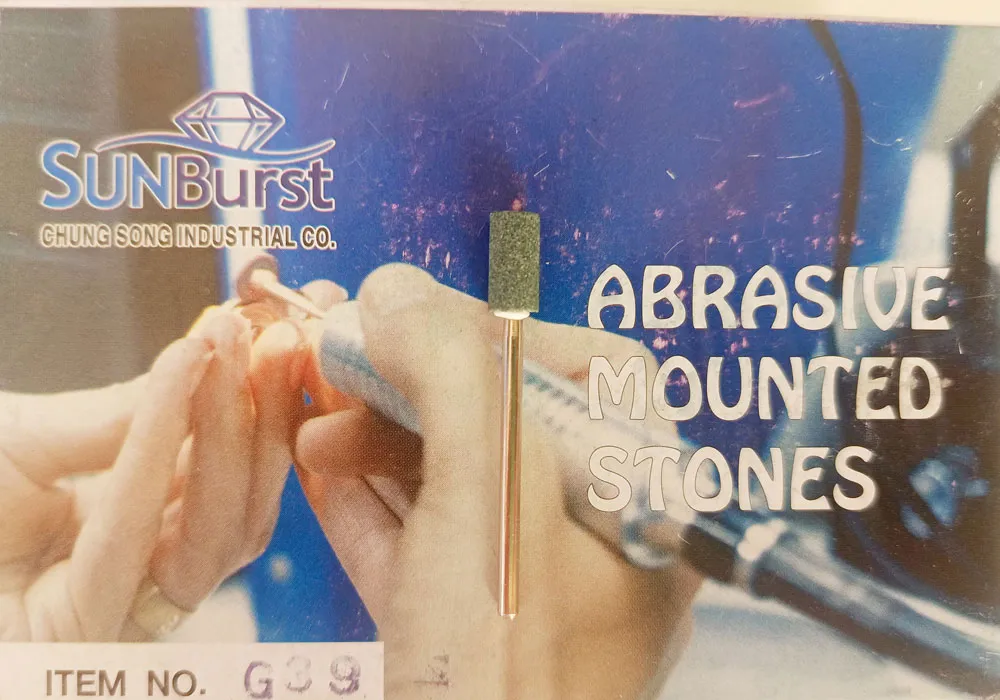 SUNBurst
CHUNG SONG INDUSTRIAL CO.
ABRASIVE
MOUNTED
STONES
ITEM NO. G39